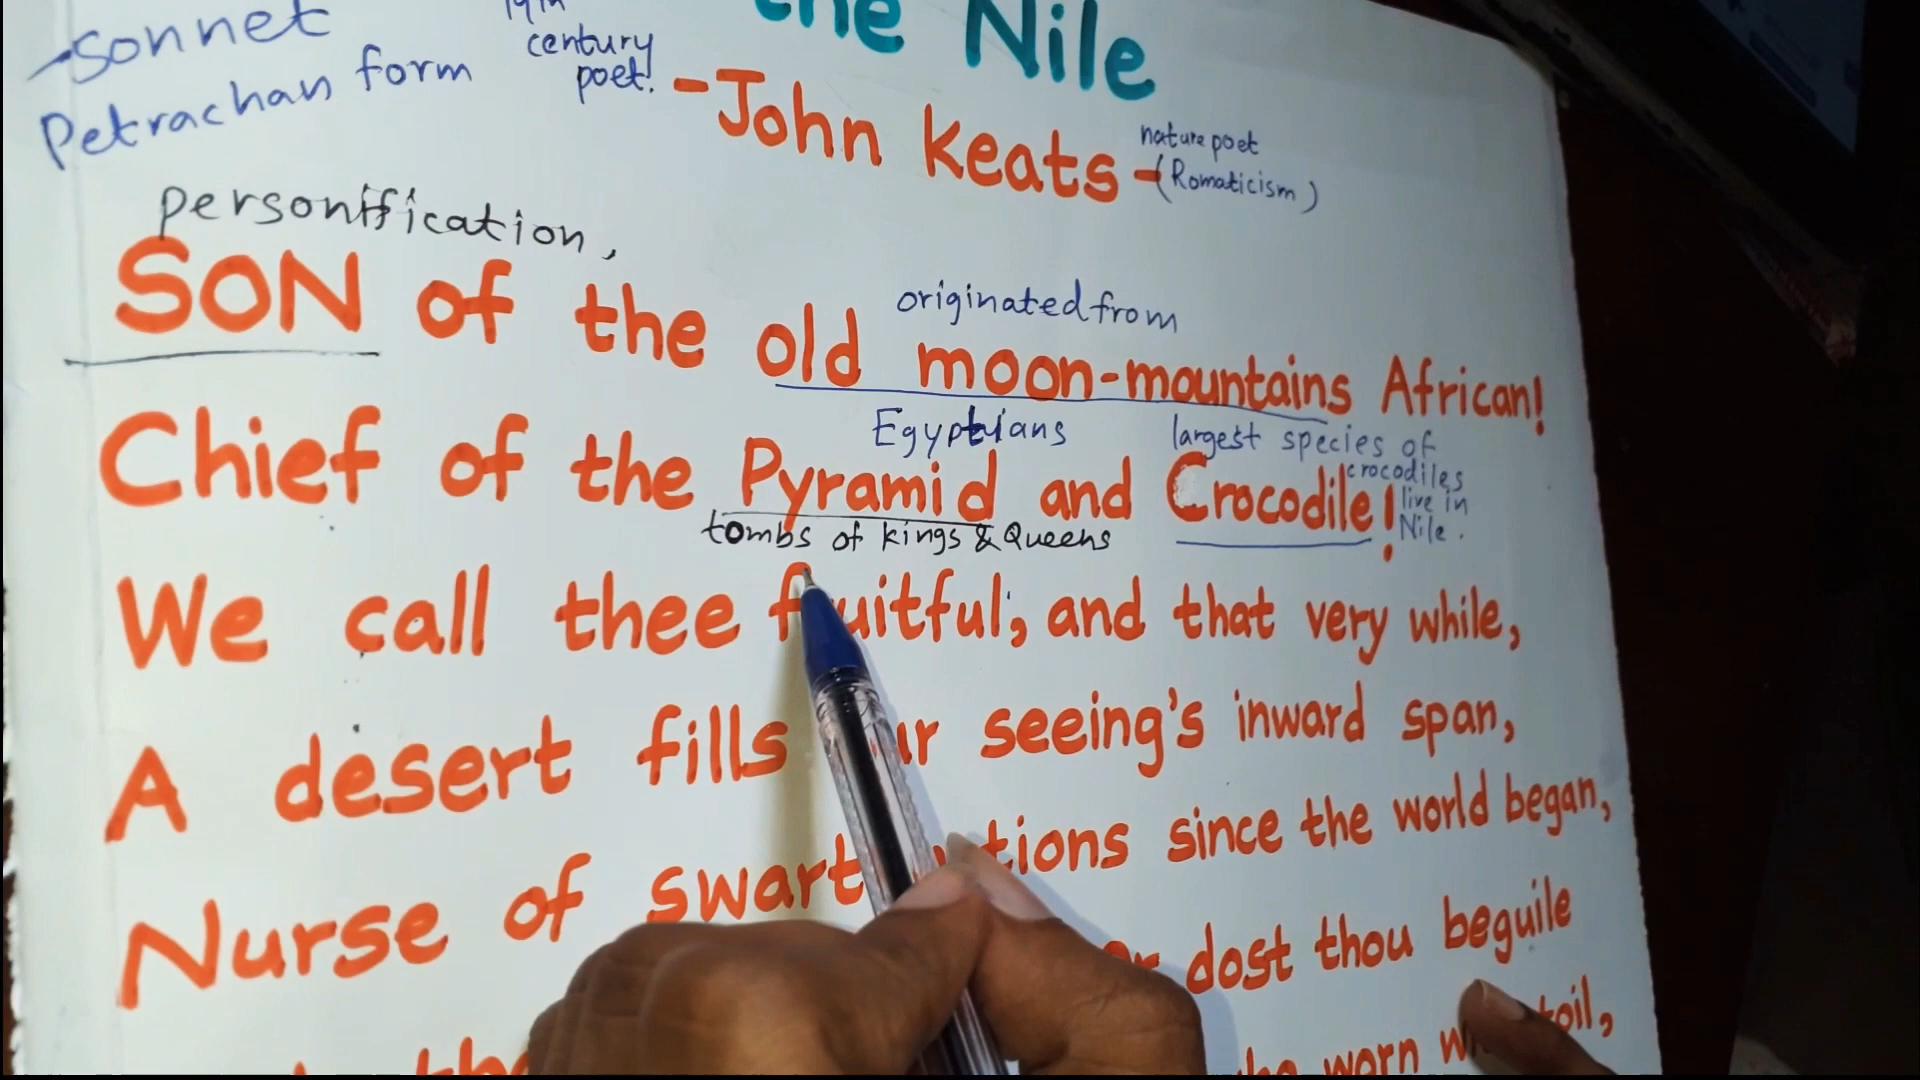 -Sonnet
Petrachan form
19th
century
poet!
the Nile
-John Keats-
nature poet
(Romaticism)
personification,
SON of the old moon-mountains African!
originated from
Chief of the Pyramid and Crocodile!
Egyptians
largest species of
crocodiles
live in
Nile.
tombs of kings & Queens
We call thee fruitful; and that very while,
A desert fills seeing's inward span,
Nurse of swart since the world began,
dost thou beguile
worn toil,